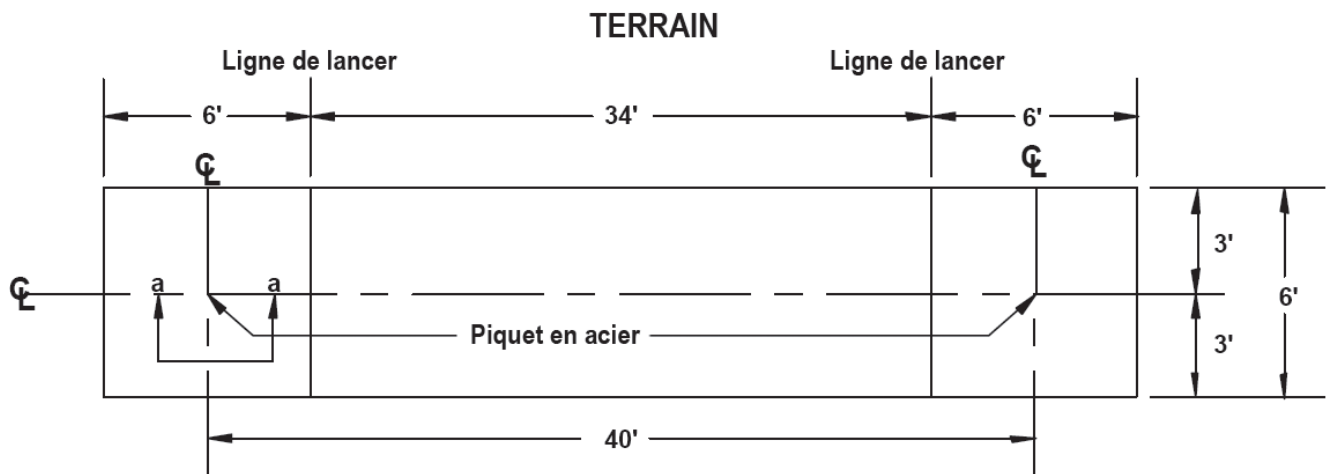 TERRAIN
Ligne de lancer
Ligne de lancer
6'
34'
6'
℄
℄
3'
a
a
℄
6'
Piquet en acier
3'
40'